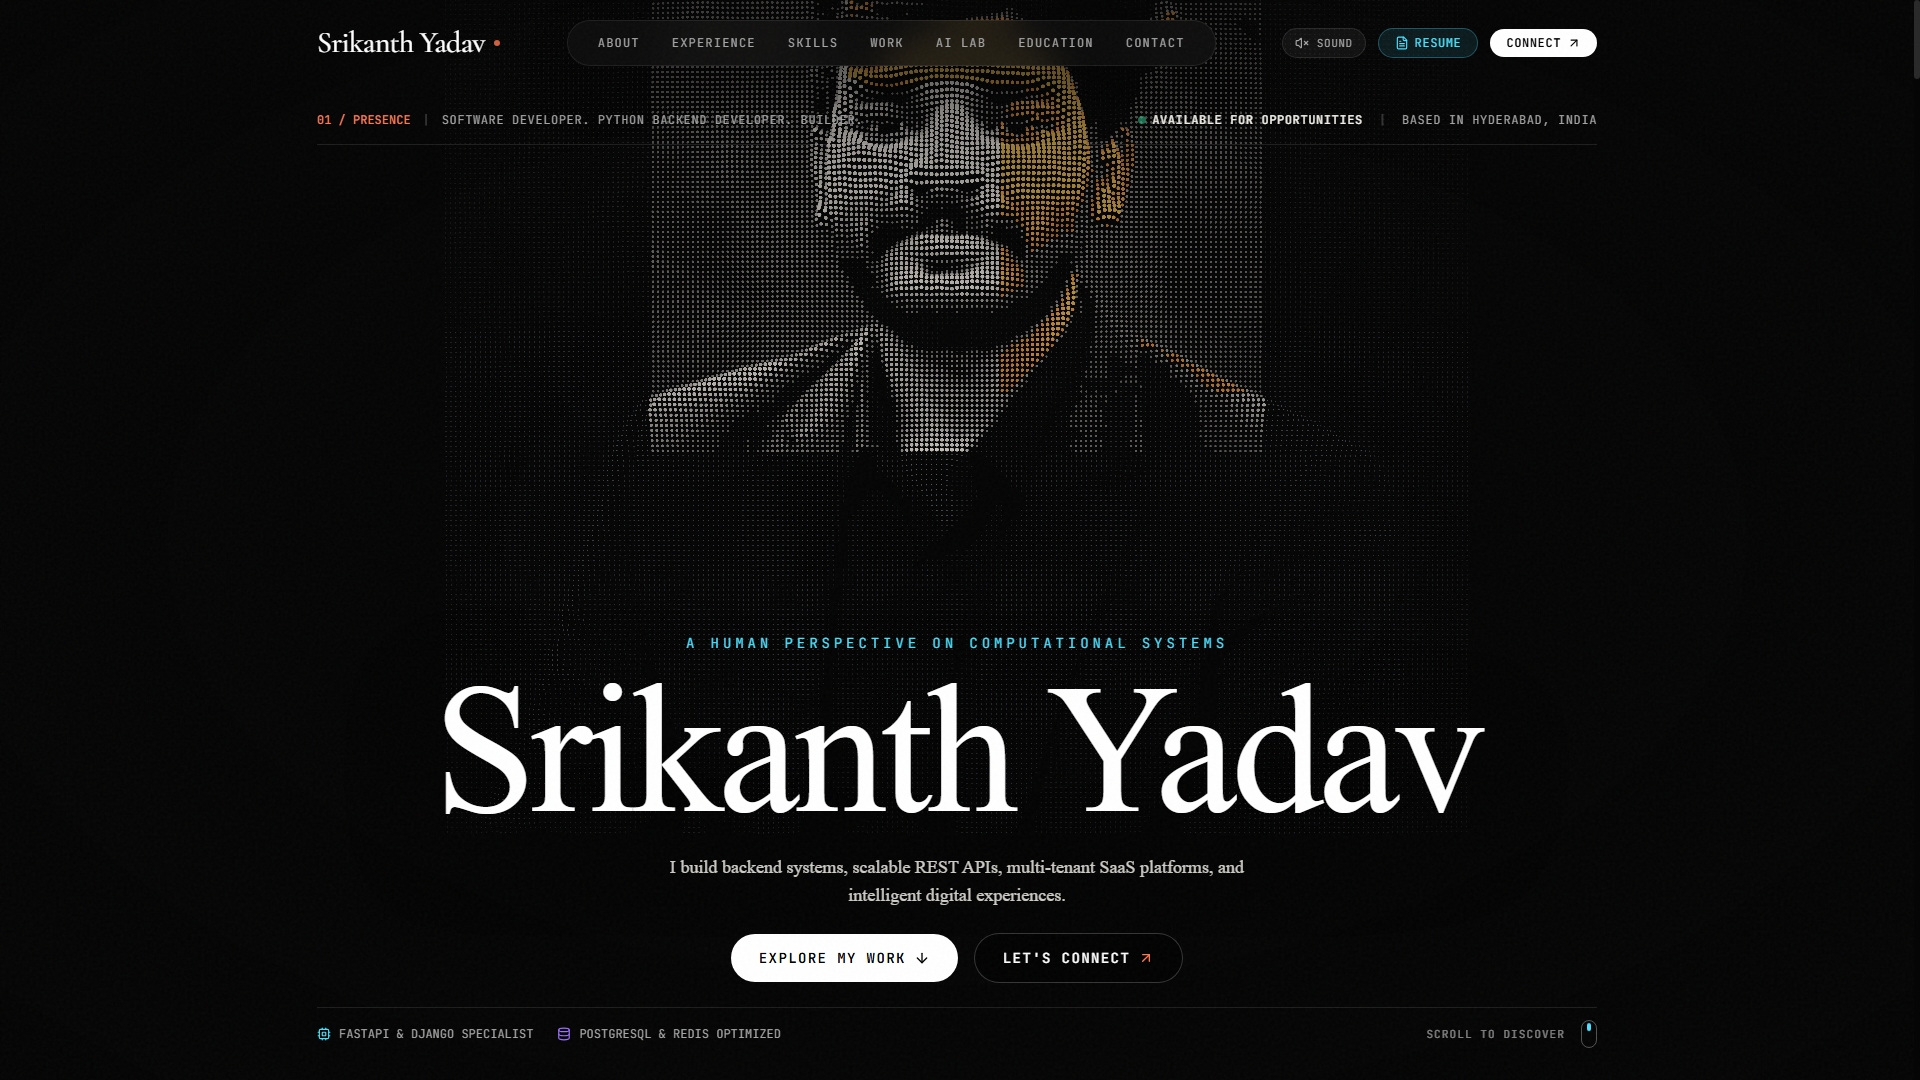 Srikanth Yadav
ABOUT EXPERIENCE SKILLS WORK AI LAB EDUCATION CONTACT
SOUND
RESUME
CONNECT
01 / PRESENCE | SOFTWARE DEVELOPER. PYTHON BACKEND DEVELOPER. BUILDER.
AVAILABLE FOR OPPORTUNITIES | BASED IN HYDERABAD, INDIA
A HUMAN PERSPECTIVE ON COMPUTATIONAL SYSTEMS
Srikanth Yadav
I build backend systems, scalable REST APIs, multi-tenant SaaS platforms, and
intelligent digital experiences.
EXPLORE MY WORK
LET'S CONNECT
FASTAPI & DJANGO SPECIALIST
POSTGRESQL & REDIS OPTIMIZED
SCROLL TO DISCOVER